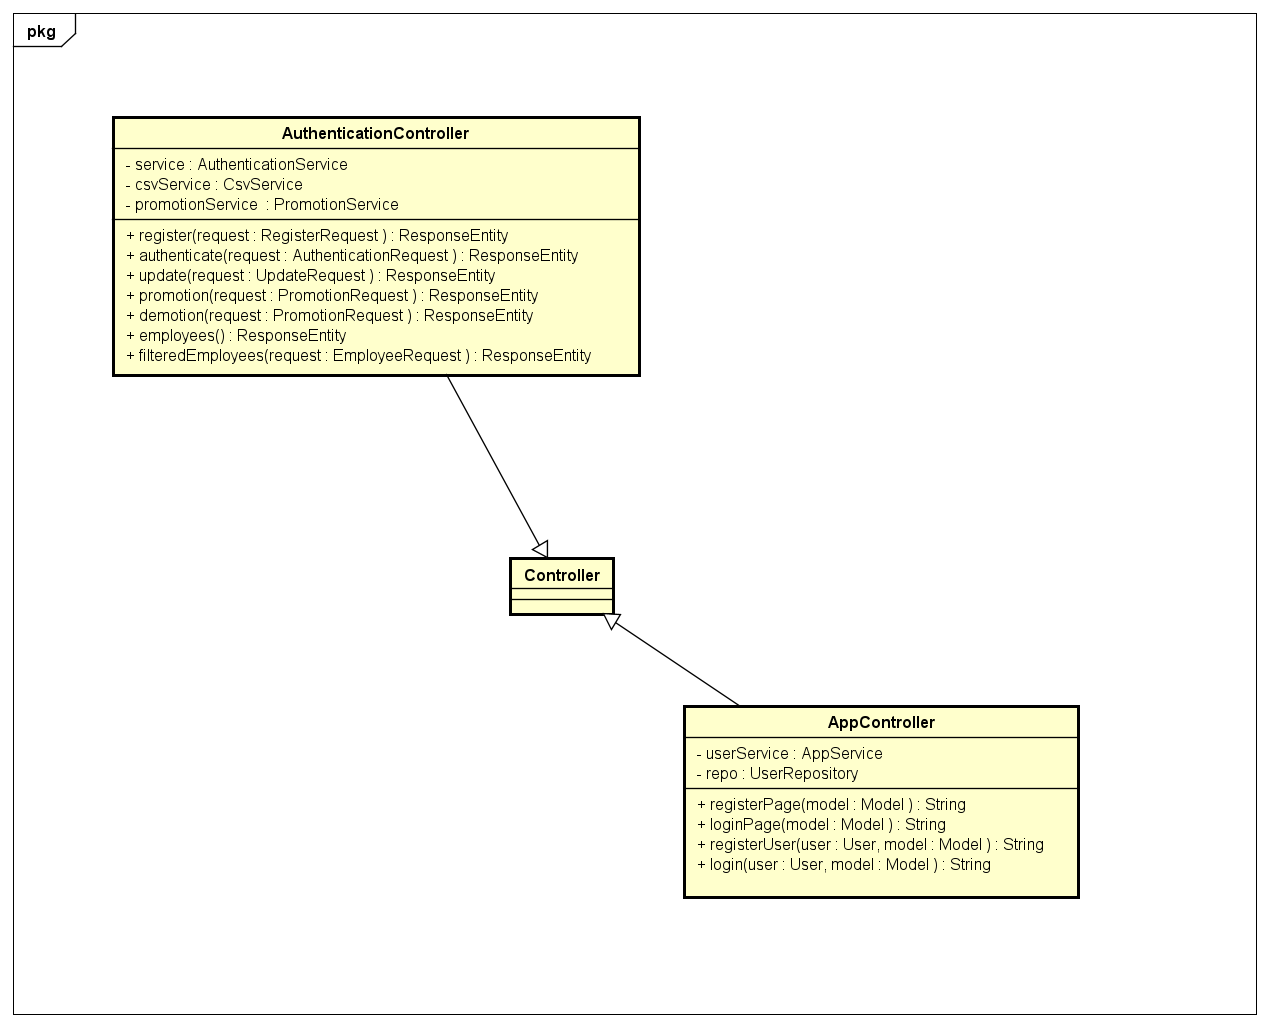 pkg
AuthenticationController
- service : AuthenticationService
- csvService : CsvService
- promotionService  : PromotionService
+ register(request : RegisterRequest ) : ResponseEntity
+ authenticate(request : AuthenticationRequest ) : ResponseEntity
+ update(request : UpdateRequest ) : ResponseEntity
+ promotion(request : PromotionRequest ) : ResponseEntity
+ demotion(request : PromotionRequest ) : ResponseEntity
+ employees() : ResponseEntity
+ filteredEmployees(request : EmployeeRequest ) : ResponseEntity
Controller
AppController
- userService : AppService
- repo : UserRepository
+ registerPage(model : Model ) : String
+ loginPage(model : Model ) : String
+ registerUser(user : User, model : Model ) : String
+ login(user : User, model : Model ) : String